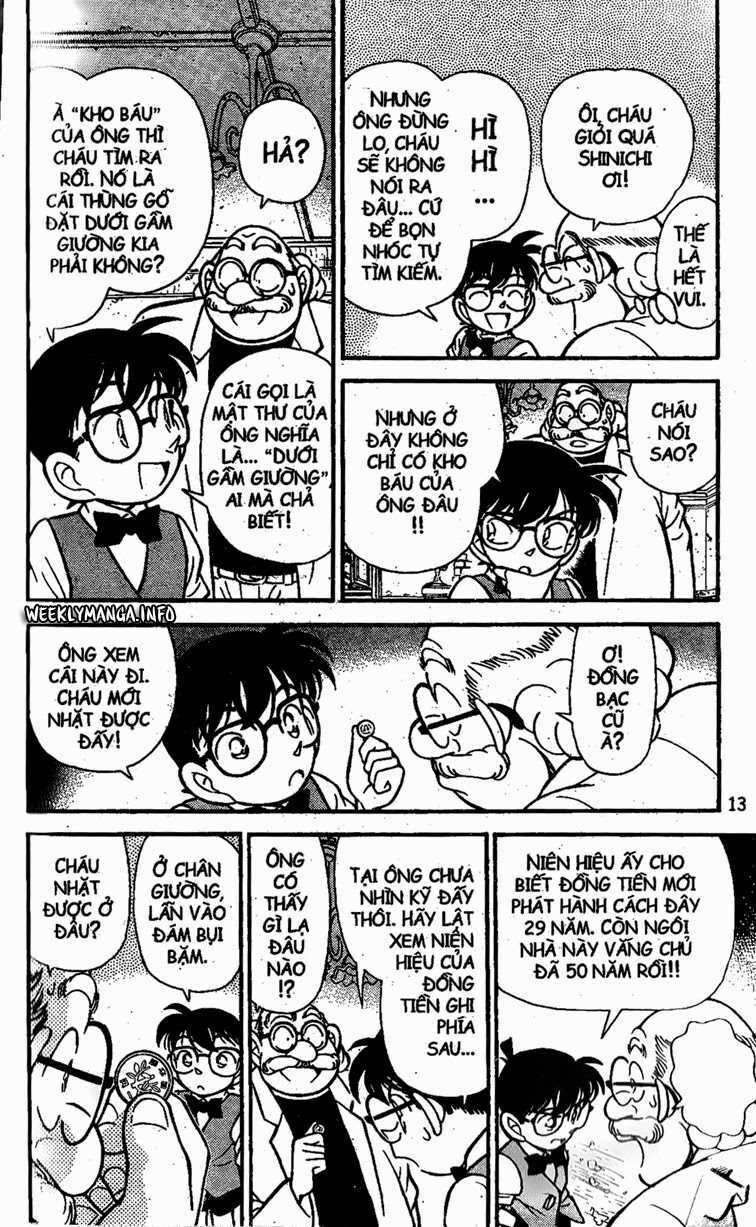 À "KHO BÁU"
CỦA ÔNG THÌ
CHÁU TÌM RA
RỒI. NÓ LÀ
CÁI THÙNG GỖ
ĐẶT DƯỚI GẦM
GIƯỜNG KIA
PHẢI KHÔNG?
HẢ?
CÁI GỌI LÀ
MẬT THƯ CỦA
ÔNG NGHĨA
LÀ... "DƯỚI
GẦM GIƯỜNG",
AI MÀ CHẢ
BIẾT!
NHƯNG
ÔNG ĐỪNG
LO, CHÁU
SẼ KHÔNG
NÓI RA
ĐÂU... CỨ
ĐỂ BỌN
NHÓC TỰ
TÌM KIẾM.
HÌ
HÌ
...
ÔI, CHÁU
GIỎI QUÁ
SHINICHI
ƠI!
THẾ
LÀ
HẾT
VUI.
NHƯNG Ở
ĐÂY KHÔNG
CHỈ CÓ KHO
BÁU CỦA
ÔNG ĐÂU
!!
CHÁU
NÓI
SAO?
WEEKLYMANGA.INFO
ÔNG XEM
CÁI NÀY ĐI.
CHÁU MỚI
NHẶT ĐƯỢC
ĐẤY!
Ơ!
ĐỒNG
BẠC
CŨ
À?
13
CHÁU
NHẶT
ĐƯỢC Ở
ĐÂU?
Ở CHÂN
GIƯỜNG,
LẪN VÀO
ĐÁM BỤI
BẶM.
ÔNG
CÓ
THẤY
GÌ LẠ
ĐÂU
NÀO
!?
TẠI ÔNG CHƯA
NHÌN KỸ ĐẤY
THÔI. HÃY LẬT
XEM NIÊN
HIỆU CỦA
ĐỒNG
TIỀN GHI
PHÍA
SAU...
NIÊN HIỆU ẤY CHO
BIẾT ĐỒNG TIỀN MỚI
PHÁT HÀNH CÁCH ĐÂY
29 NĂM. CÒN NGÔI
NHÀ NÀY VẮNG CHỦ
ĐÃ 50 NĂM RỒI!!